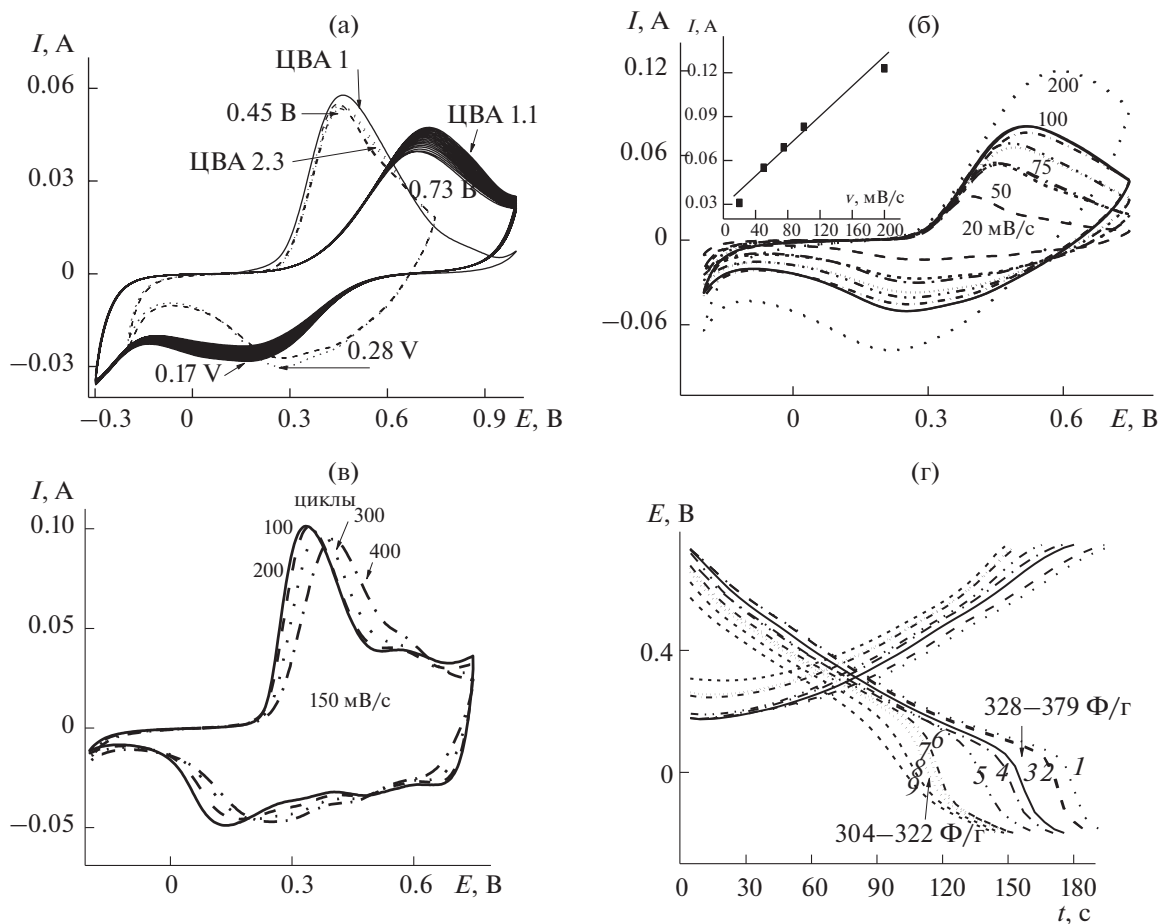 (а)
I, А
0.06
0.03
0
−0.03
ЦВА 1
0.45 В
ЦВА 2.3
ЦВА 1.1
0.73 В
0.17 V
0.28 V
−0.3
0
0.3
0.6
0.9
E, В
(б)
I, А
0.12
0.06
0
−0.06
I, А
0.15
0.12
0.09
0.06
0.03
0
40
80
120
160
200
v, мВ/с
200
100
75
50
20 мВ/с
0
0.3
0.6
E, В
(в)
I, А
0.10
0.05
0
−0.05
циклы
100
300
200
400
150 мВ/с
0
0.3
0.6
E, В
(г)
E, В
0.4
0
328−379 Ф/г
7
6
8
9
5
4
3
2
1
304−322 Ф/г
0
30
60
90
120
150
180
t, с